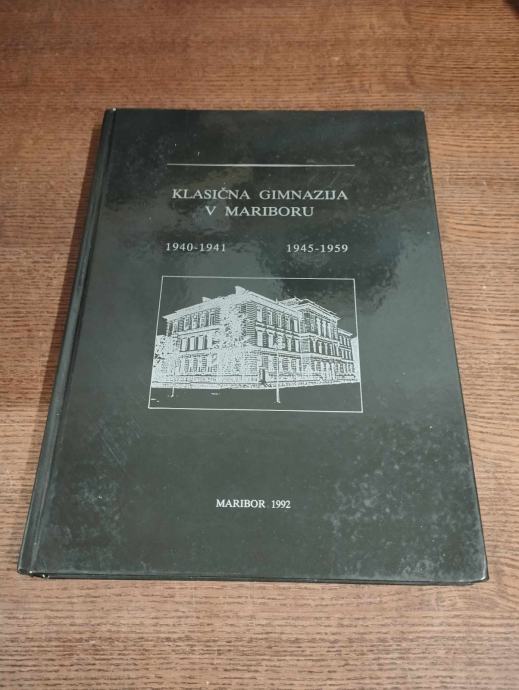 KLASIČNA GIMNAZIJA
V MARIBORU
1940-1941 1945-1959
MARIBOR 1992